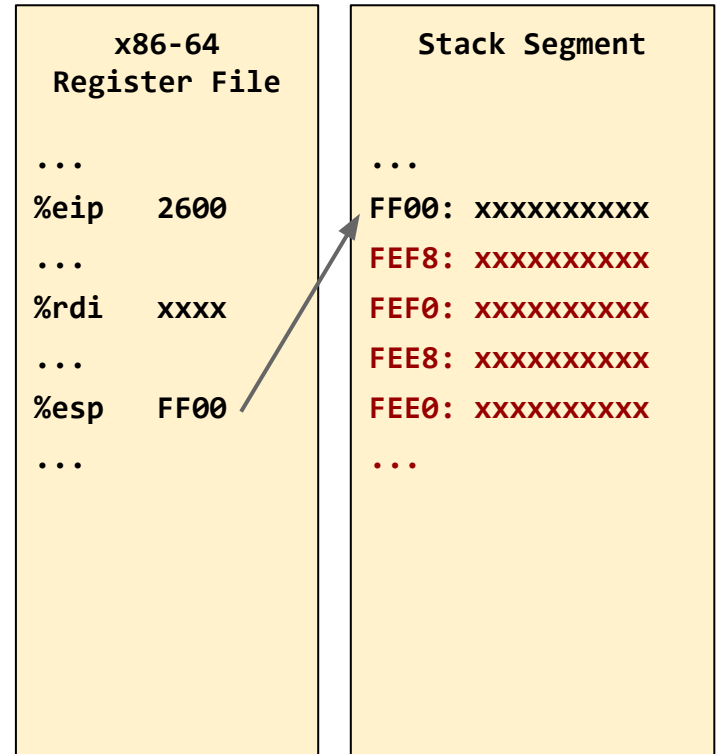 x86-64
Register File
...
%eip 2600
...
%rdi xxxx
...
%esp FF00
...
Stack Segment
...
FF00: xxxxxxxxxx
FEF8: xxxxxxxxxx
FEF0: xxxxxxxxxx
FEE8: xxxxxxxxxx
FEE0: xxxxxxxxxx
...